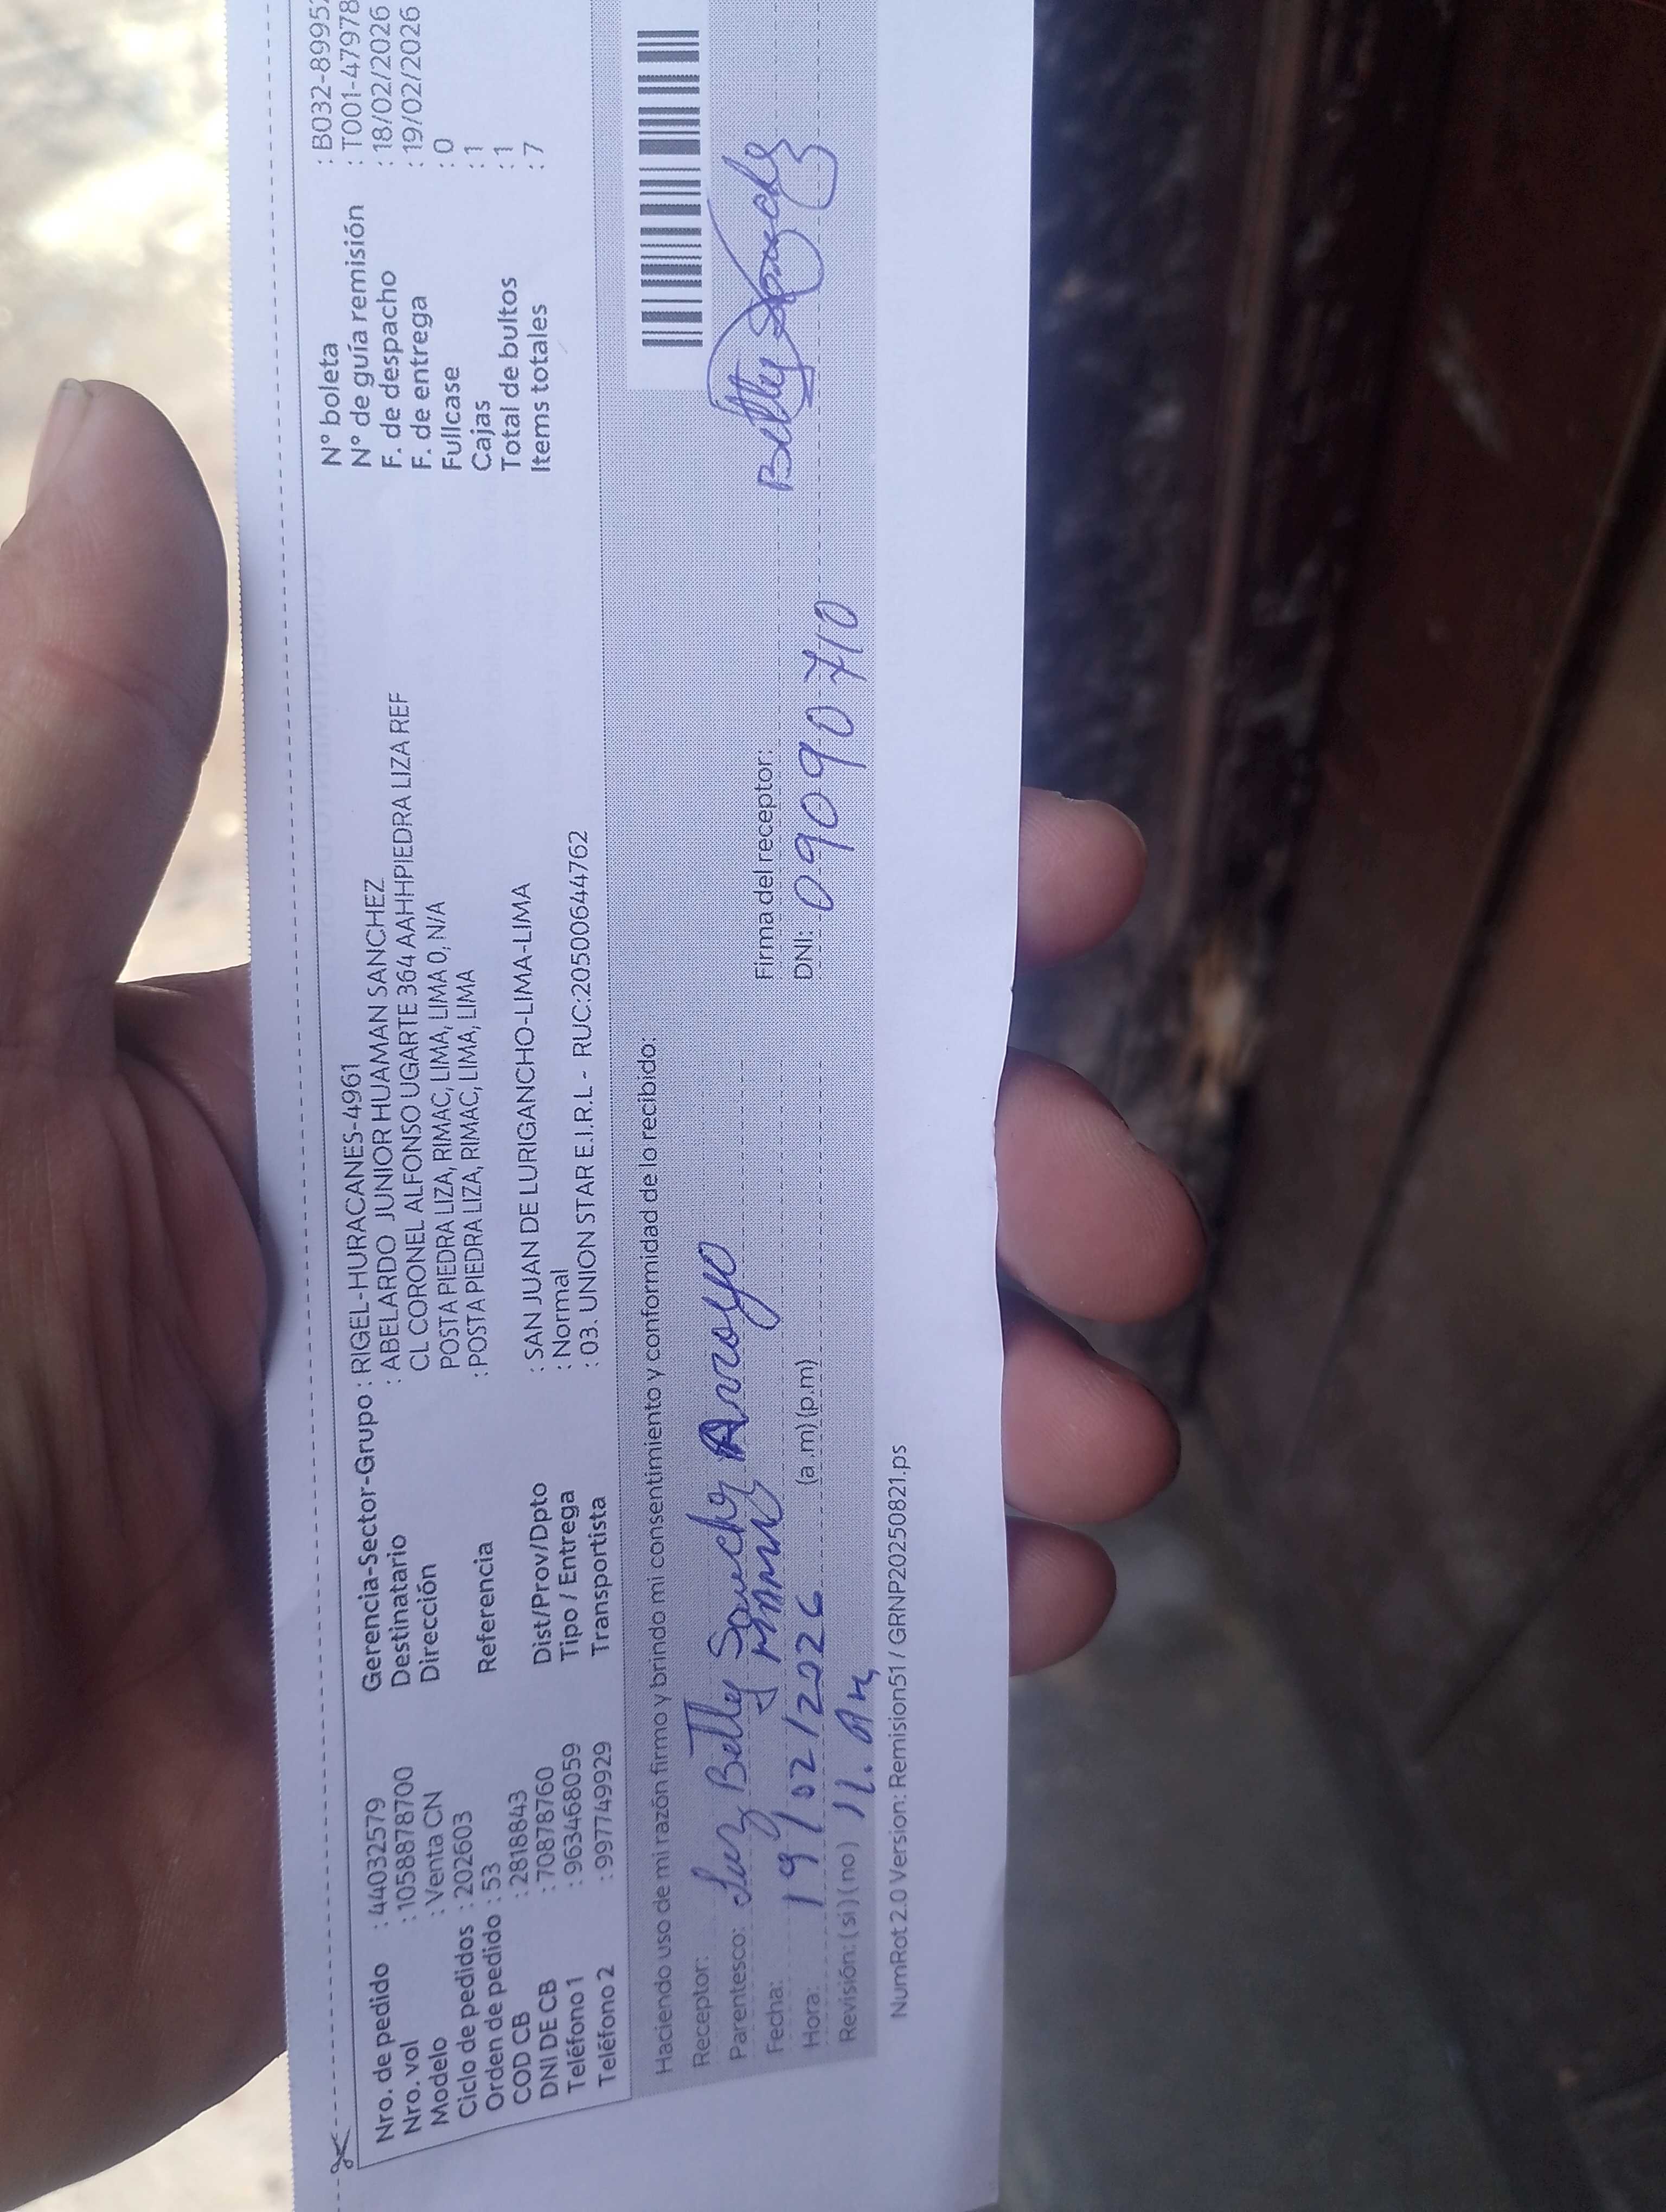 Nro. de pedido : 44032579
Nro. vol : 1058878700
Modelo : Venta CN
Ciclo de pedidos : 202603
Orden de pedido : 53
COD CB : 2818843
DNI DE CB : 70878760
Teléfono 1 : 963468059
Teléfono 2 : 997749929
Gerencia-Sector-Grupo : RIGEL-HURACANES-4961
Destinatario : ABELARDO JUNIOR HUAMAN SANCHEZ
Dirección CL CORONEL ALFONSO UGARTE 364 AAHHPIEDRA LIZA REF
POSTA PIEDRA LIZA, RIMAC, LIMA, LIMA 0, N/A
Referencia : POSTA PIEDRA LIZA, RIMAC, LIMA, LIMA
Dist/Prov/Dpto : SAN JUAN DE LURIGANCHO-LIMA-LIMA
Tipo / Entrega : Normal
Transportista : 03. UNION STAR E.I.R.L - RUC:20500644762
N° boleta : B032-8995
N° de guía remisión : T001-47978
F. de despacho : 18/02/2026
F. de entrega : 19/02/2026
Fullcase : 0
Cajas : 1
Total de bultos : 1
Items totales : 7
Haciendo uso de mi razón firmo y brindo mi consentimiento y conformidad de lo recibido:
Receptor:
Parentesco: Luz Betty Sanchez Arroyo
Fecha: 19/02/2026
Hora: (a.m)(p.m)
Revisión: (si)(no) 11. Am
Firma del receptor: Betty Sanchez
DNI: 09090710
NumRot 2.0 Version: Remision51 / GRNP20250821.ps